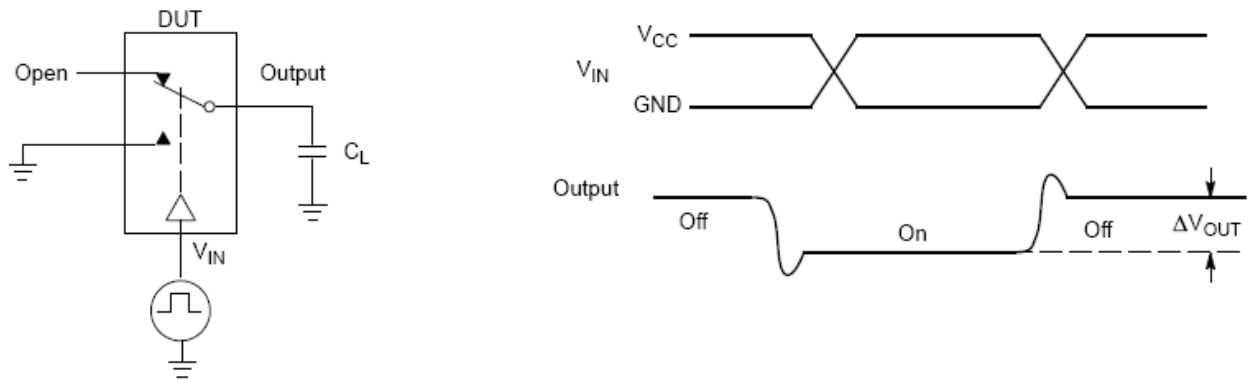 DUT
Open
Output
C_L
V_IN
V_CC
V_IN
GND
Output
Off
On
Off
ΔV_OUT